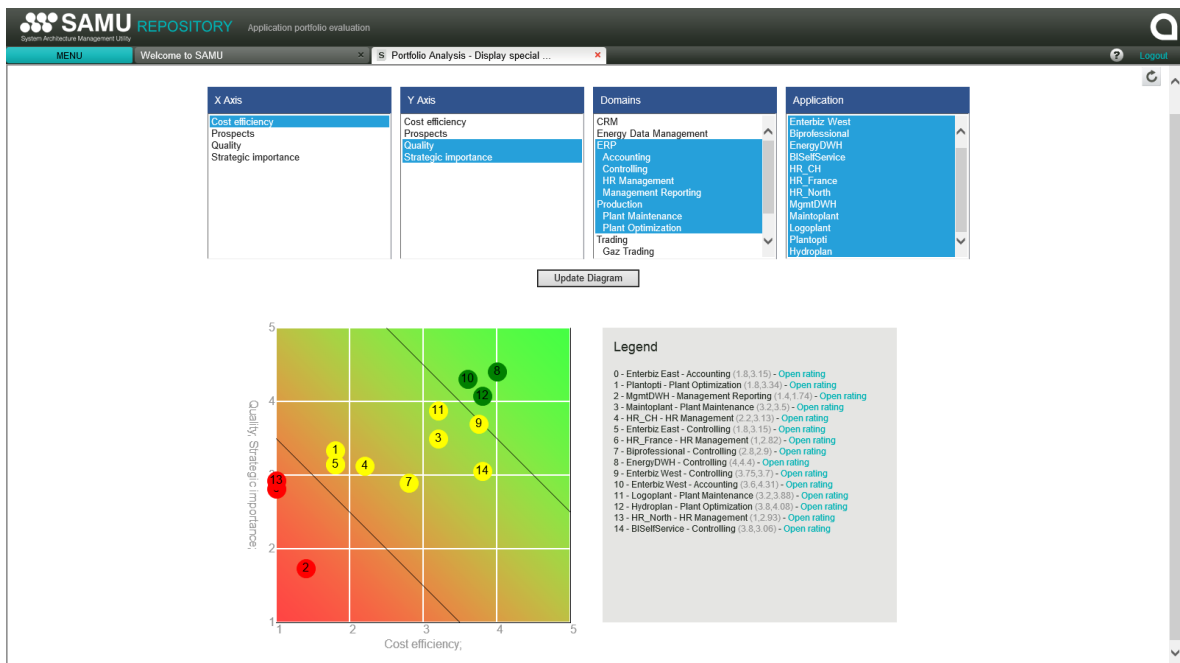 SAMU REPOSITORY Application portfolio evaluation
System Architecture Management Utility
MENU Welcome to SAMU × S Portfolio Analysis - Display special ... × ? Logout
X Axis
Cost efficiency
Prospects
Quality
Strategic importance
Y Axis
Cost efficiency
Prospects
Quality
Strategic importance
Domains
CRM
Energy Data Management
ERP
Accounting
Controlling
HR Management
Management Reporting
Production
Plant Maintenance
Plant Optimization
Trading
Gaz Trading
Application
Enterbiz West
Biprofessional
EnergyDWH
BISelfService
HR_CH
HR_France
HR_North
MgmtDWH
Maintoplant
Logoplant
Plantopti
Hydroplan
Update Diagram
5
4
3
2
1
Quality; Strategic importance;
10
8
12
11
9
3
1
5
4
14
7
13
2
1 2 3 4 5
Cost efficiency;
Legend
0 - Enterbiz East - Accounting (1.8,3.15) - Open rating
1 - Plantopti - Plant Optimization (1.8,3.34) - Open rating
2 - MgmtDWH - Management Reporting (1.4,1.74) - Open rating
3 - Maintoplant - Plant Maintenance (3.2,3.5) - Open rating
4 - HR_CH - HR Management (2.2,3.13) - Open rating
5 - Enterbiz East - Controlling (1.8,3.15) - Open rating
6 - HR_France - HR Management (1,2.82) - Open rating
7 - Biprofessional - Controlling (2.8,2.9) - Open rating
8 - EnergyDWH - Controlling (4,4.4) - Open rating
9 - Enterbiz West - Controlling (3.75,3.7) - Open rating
10 - Enterbiz West - Accounting (3.6,4.31) - Open rating
11 - Logoplant - Plant Maintenance (3.2,3.88) - Open rating
12 - Hydroplan - Plant Optimization (3.8,4.08) - Open rating
13 - HR_North - HR Management (1,2.93) - Open rating
14 - BISelfService - Controlling (3.8,3.06) - Open rating